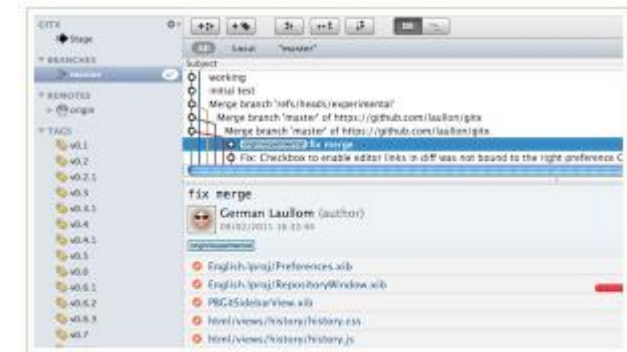 GITX
Stage
BRANCHES
master
REMOTES
origin
TAGS
v0.1
v0.2
v0.2.1
v0.3
v0.3.1
v0.4
v0.4.1
v0.5
v0.6
v0.6.1
v0.6.2
v0.6.3
v0.7
All Local "master"
Subject
working
initial test
Merge branch 'refs/heads/experimental'
Merge branch 'master' of https://github.com/laullon/gitx
Merge branch 'master' of https://github.com/laullon/gitx
fix merge
Fix: Checkbox to enable editor links in diff was not bound to the right preference
fix merge
German Laullom (author)
English.lproj/Preferences.xib
English.lproj/RepositoryWindow.xib
PBGitSidebarView.xib
html/views/history/history.css
html/views/history/history.js